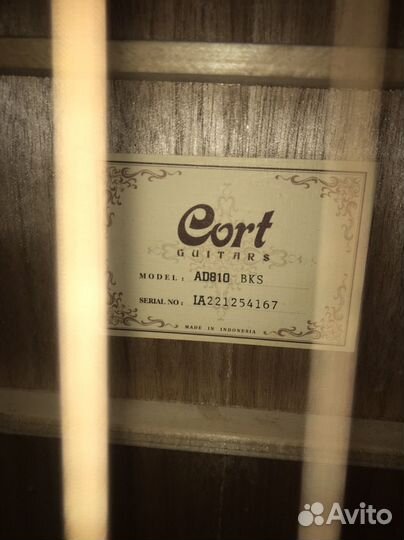 Cort
GUITARS
MODEL: AD810 BKS
SERIAL NO: IA221254167
MADE IN INDONESIA
Avito